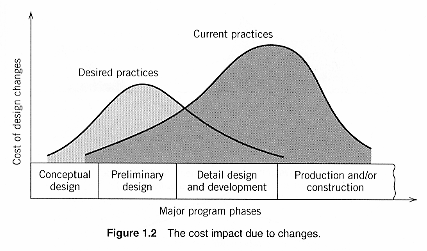 Current practices
Desired practices
Cost of design changes
Conceptual
design
Preliminary
design
Detail design
and development
Production and/or
construction
Major program phases
Figure 1.2 The cost impact due to changes.